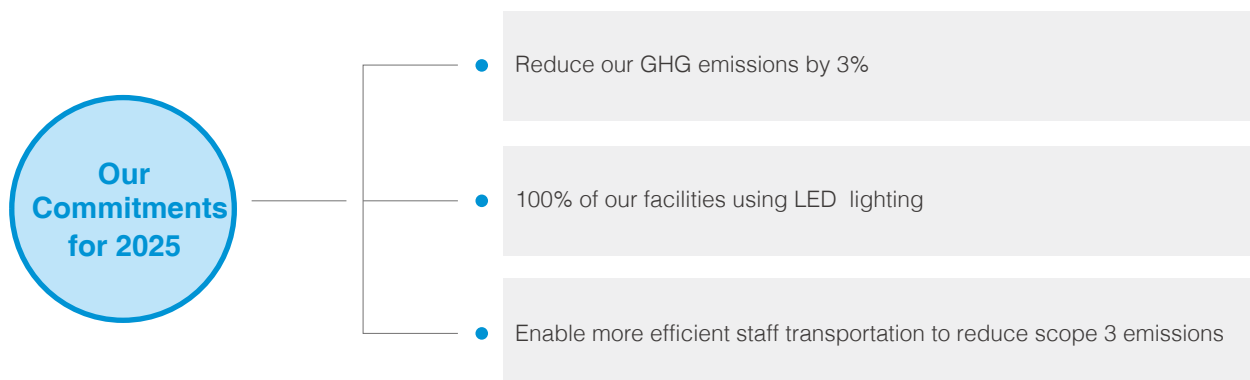 Our
Commitments
for 2025
Reduce our GHG emissions by 3%
100% of our facilities using LED  lighting
Enable more efficient staff transportation to reduce scope 3 emissions